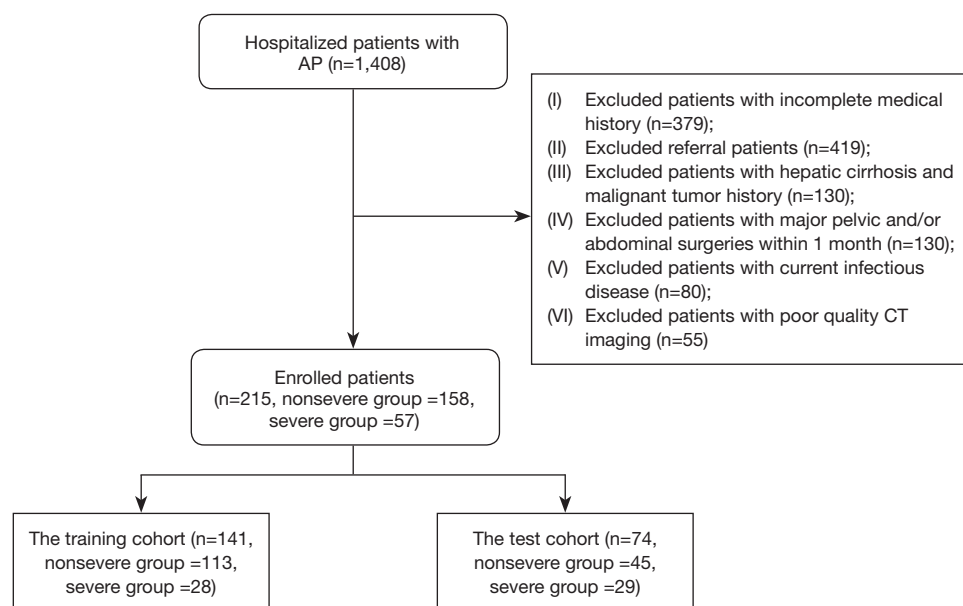 Hospitalized patients with
AP (n=1,408)
(I) Excluded patients with incomplete medical
history (n=379);
(II) Excluded referral patients (n=419);
(III) Excluded patients with hepatic cirrhosis and
malignant tumor history (n=130);
(IV) Excluded patients with major pelvic and/or
abdominal surgeries within 1 month (n=130);
(V) Excluded patients with current infectious
disease (n=80);
(VI) Excluded patients with poor quality CT
imaging (n=55)
Enrolled patients
(n=215, nonsevere group =158,
severe group =57)
The training cohort (n=141,
nonsevere group =113,
severe group =28)
The test cohort (n=74,
nonsevere group =45,
severe group =29)